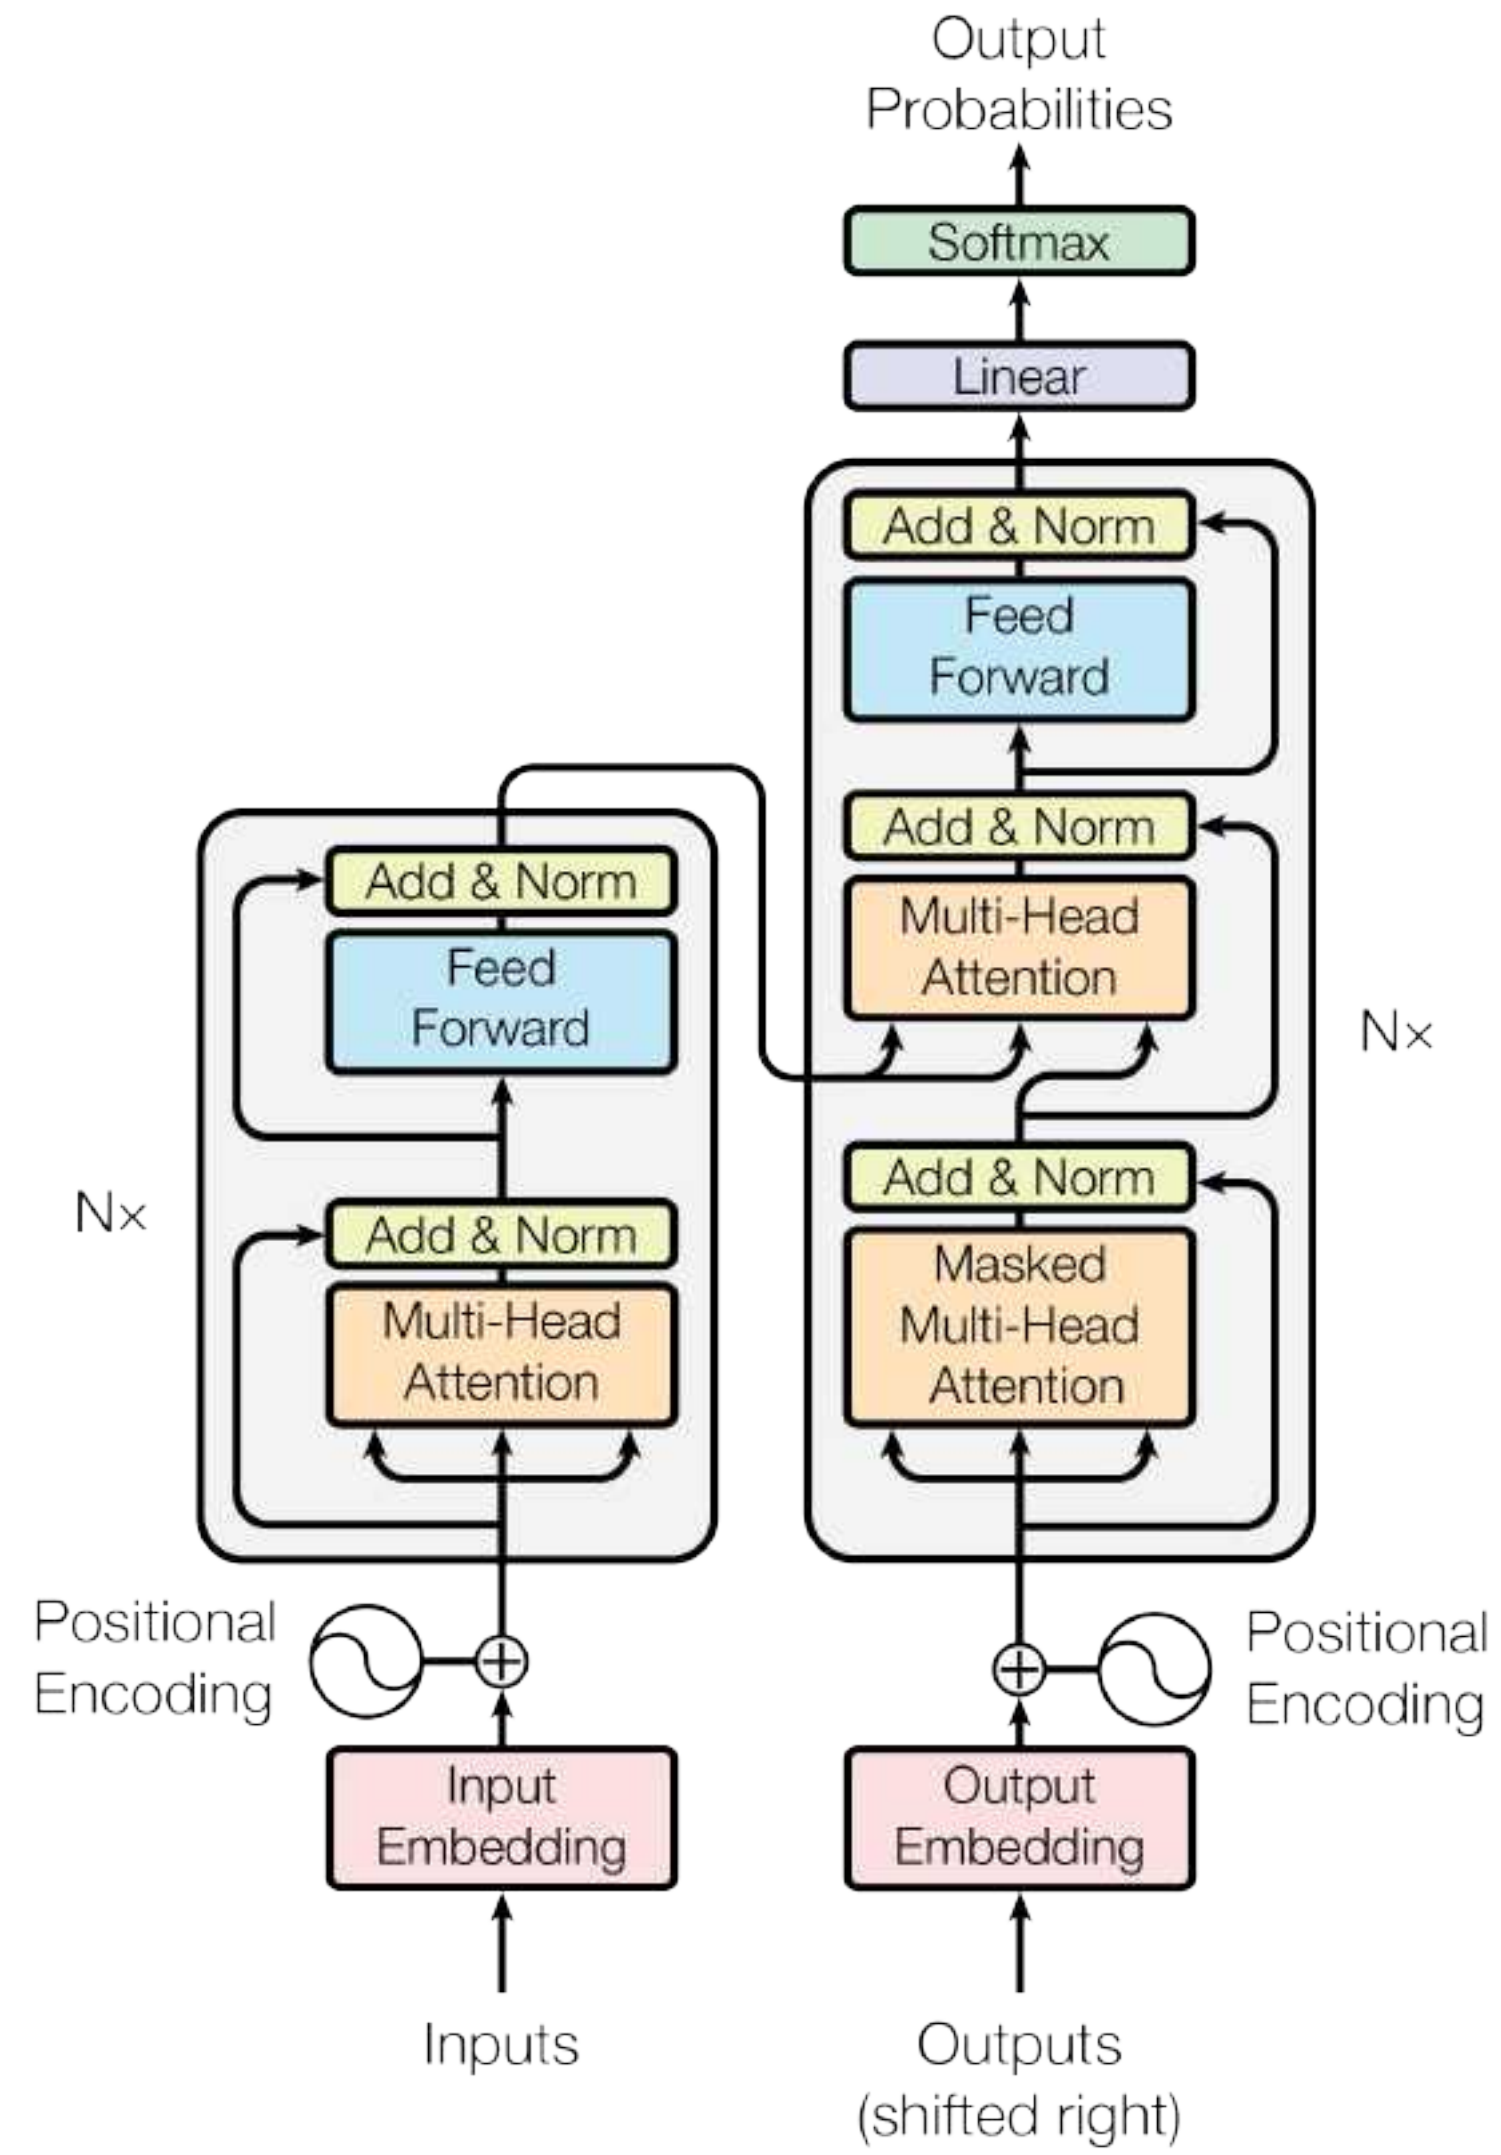 Output
Probabilities
Softmax
Linear
Add & Norm
Feed
Forward
Add & Norm
Multi-Head
Attention
N×
Add & Norm
Masked
Multi-Head
Attention
Add & Norm
Feed
Forward
N×
Add & Norm
Multi-Head
Attention
Positional
Encoding
Positional
Encoding
Input
Embedding
Output
Embedding
Inputs
Outputs
(shifted right)